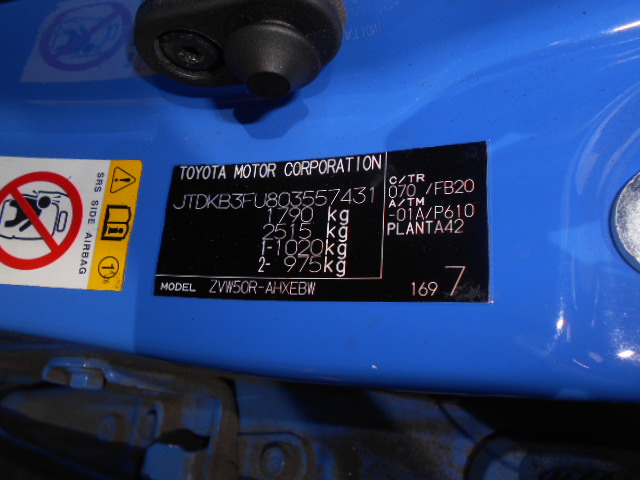 TOYOTA MOTOR CORPORATION
JTDKB3FU803557431
1790 kg
2515 kg
1-1020kg
2- 975kg
C/TR
070 /FB20
A/TM
-01A/P610
PLANTA42
MODEL ZVW50R-AHXEBW
169 7
SRS SIDE AIRBAG